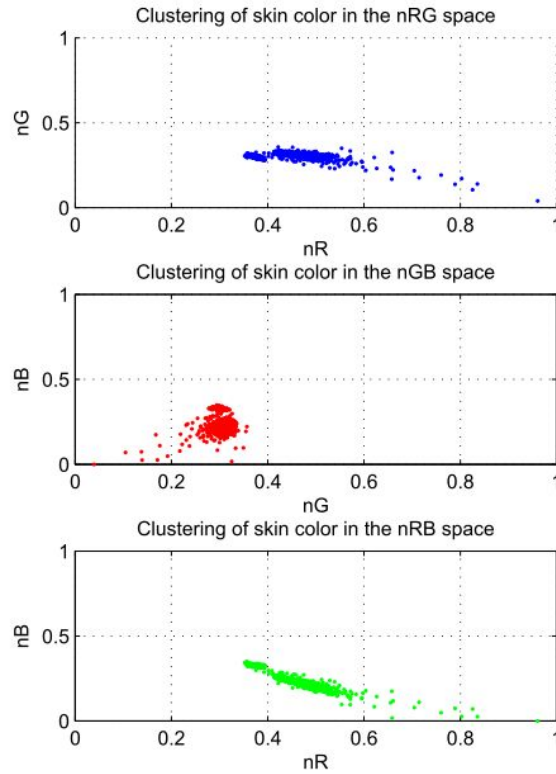 Clustering of skin color in the nRG space
1
nG
0.5
0
0 0.2 0.4 0.6 0.8 1
nR
Clustering of skin color in the nGB space
1
nB
0.5
0
0 0.2 0.4 0.6 0.8 1
nG
Clustering of skin color in the nRB space
1
nB
0.5
0
0 0.2 0.4 0.6 0.8 1
nR